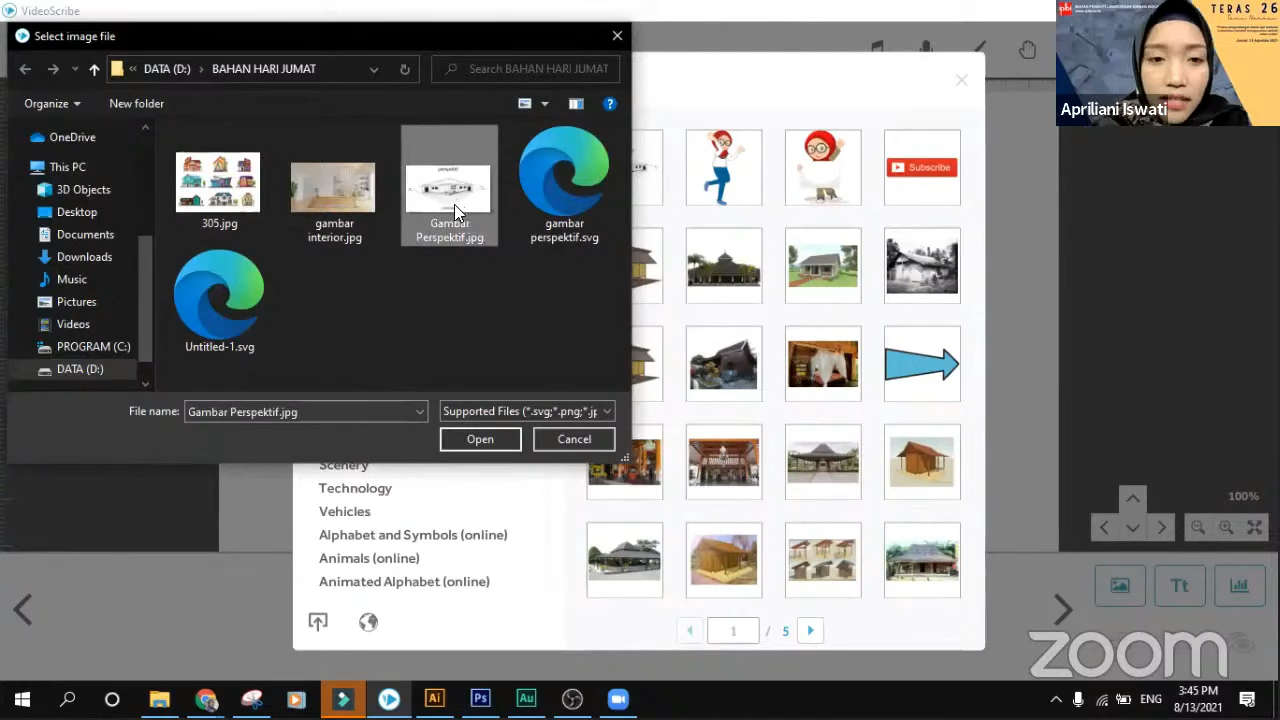 VideoScribe
Select image file
DATA (D:) > BAHAN HARI JUMAT
Search BAHAN HARI JUMAT
Organize
New folder
OneDrive
This PC
3D Objects
Desktop
Documents
Downloads
Music
Pictures
Videos
PROGRAM (C:)
DATA (D:)
305.jpg
gambar
interior.jpg
Gambar
Perspektif.jpg
gambar
perspektif.svg
Untitled-1.svg
File name:
Gambar Perspektif.jpg
Supported Files (*.svg;*.png;*.jp
Open
Cancel
Subscribe
Scenery
Technology
Vehicles
Alphabet and Symbols (online)
Animals (online)
Animated Alphabet (online)
1 / 5
100%
Tt
TERAS 26
Apriliani Iswati
zoom
Ai
Ps
Au
ENG
3:45 PM
8/13/2021